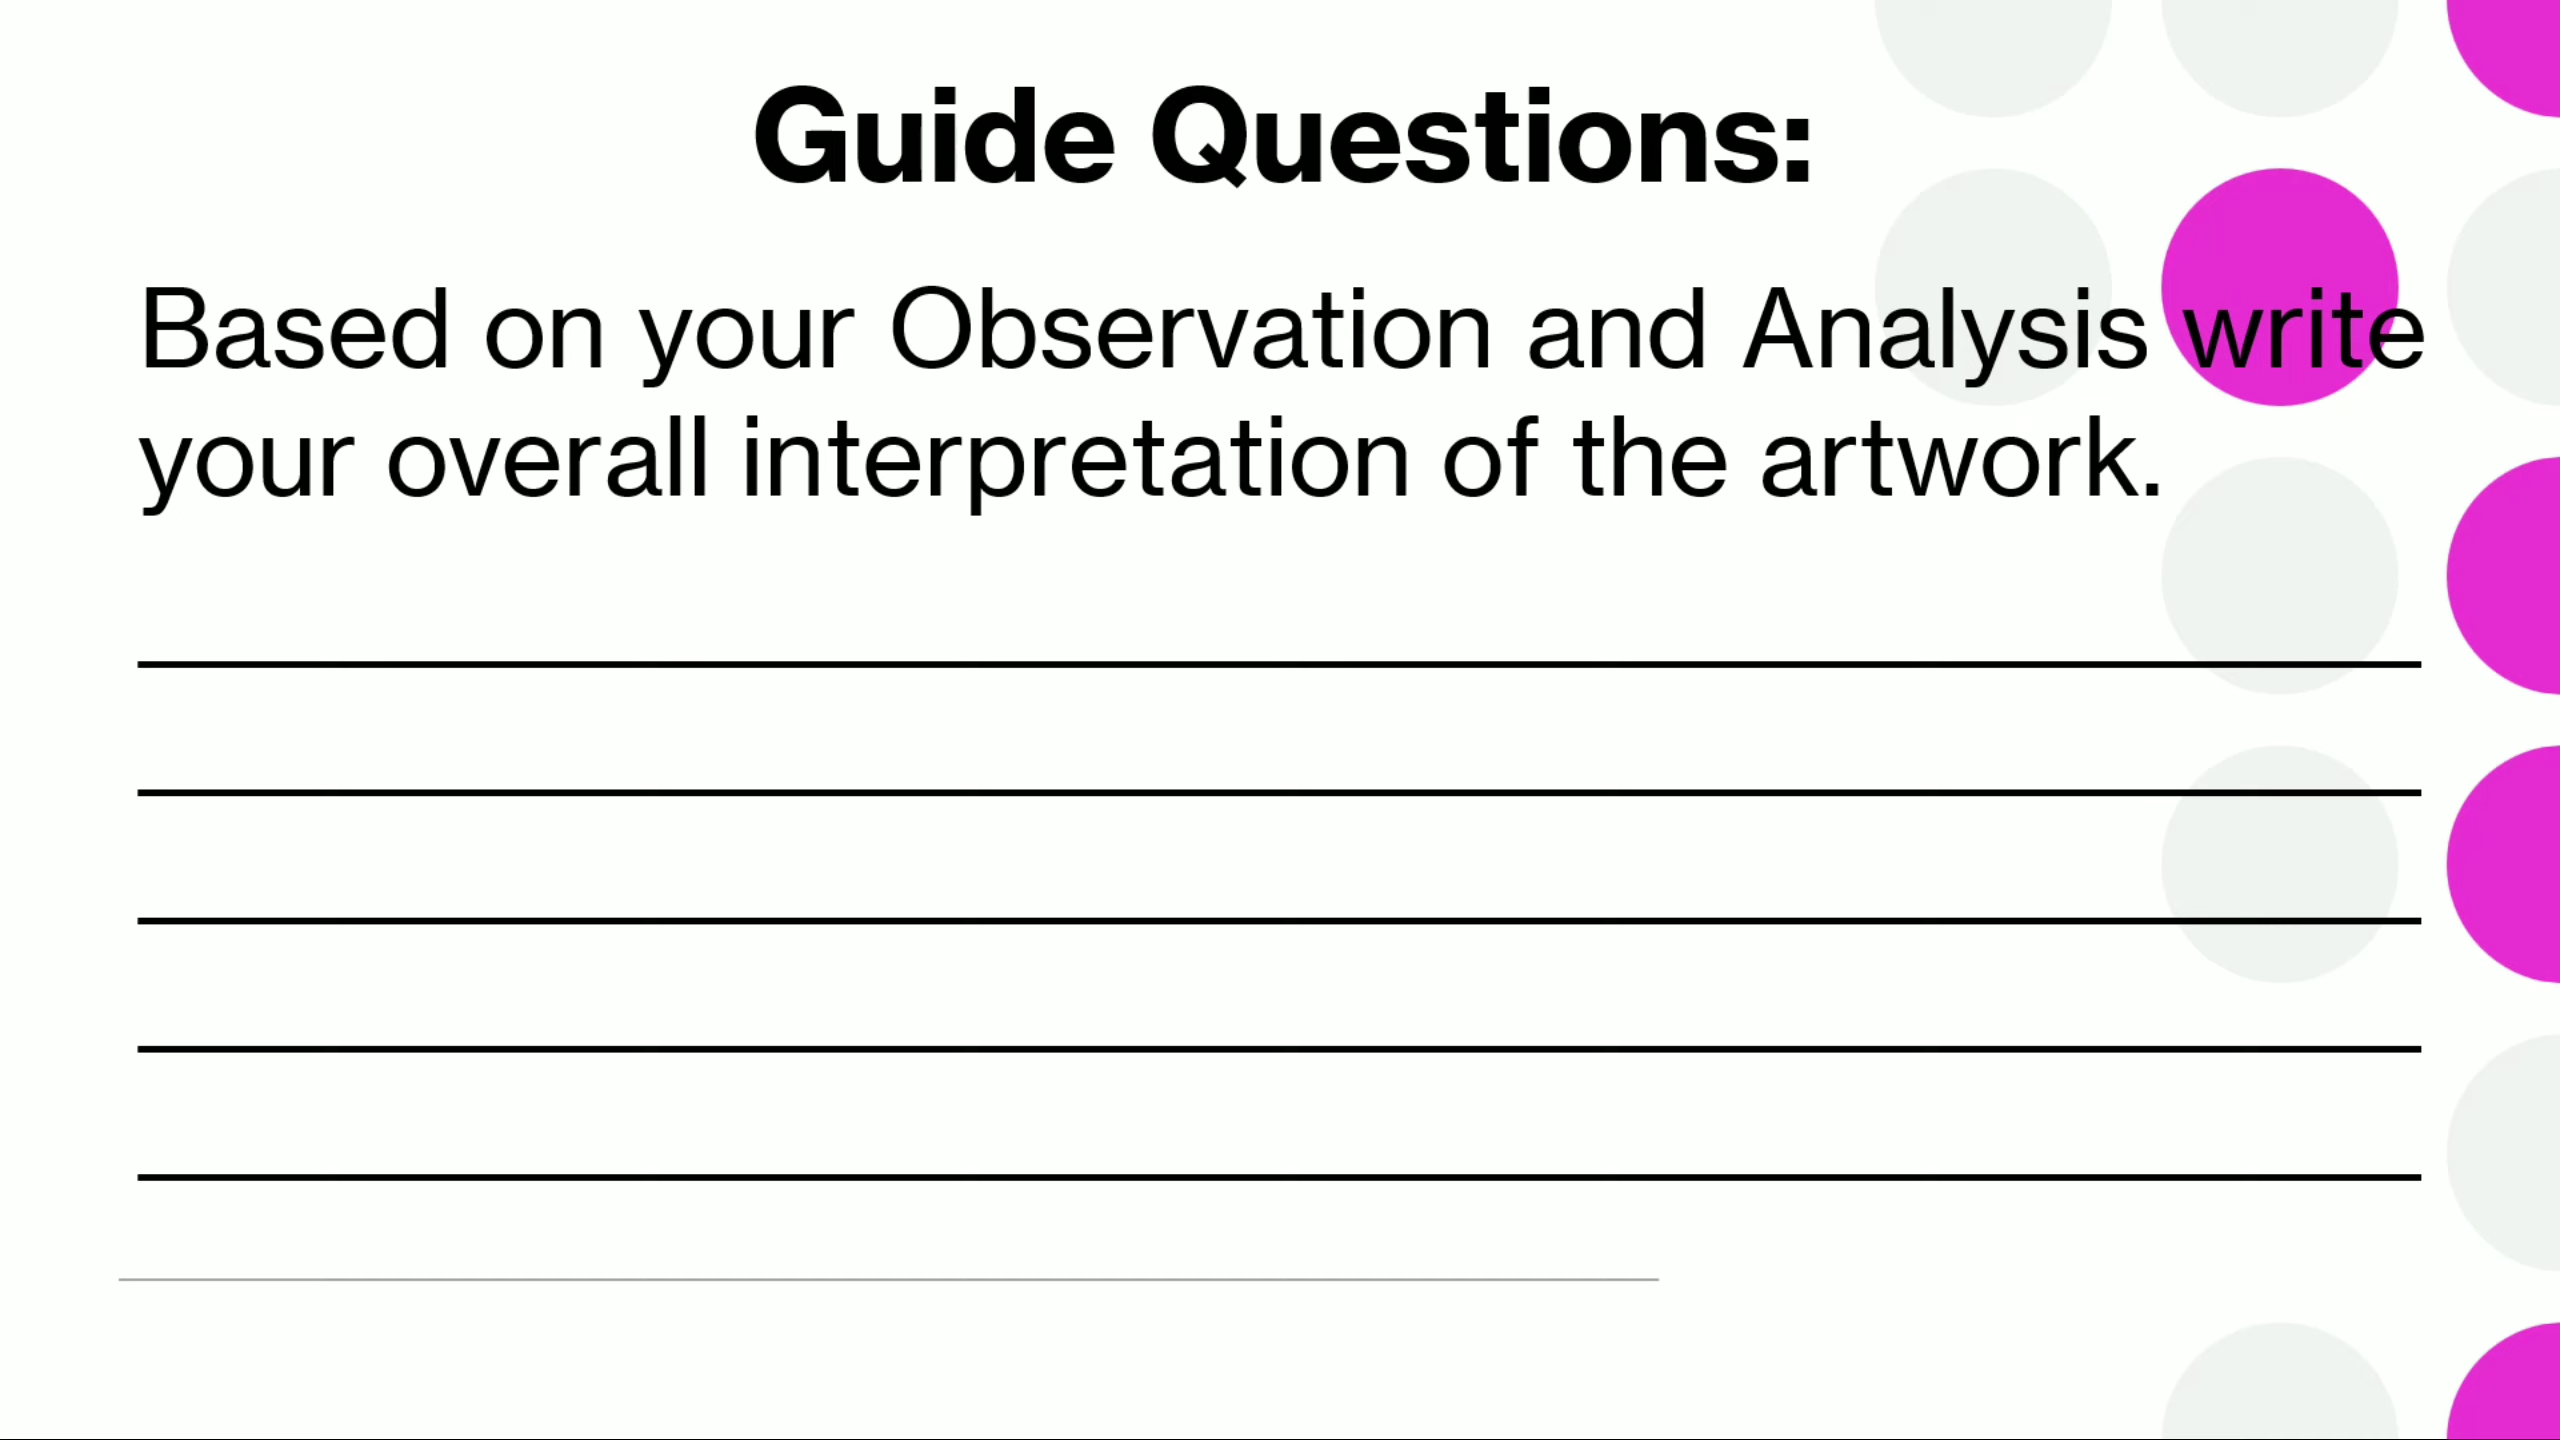 Guide Questions:
Based on your Observation and Analysis write
your overall interpretation of the artwork.